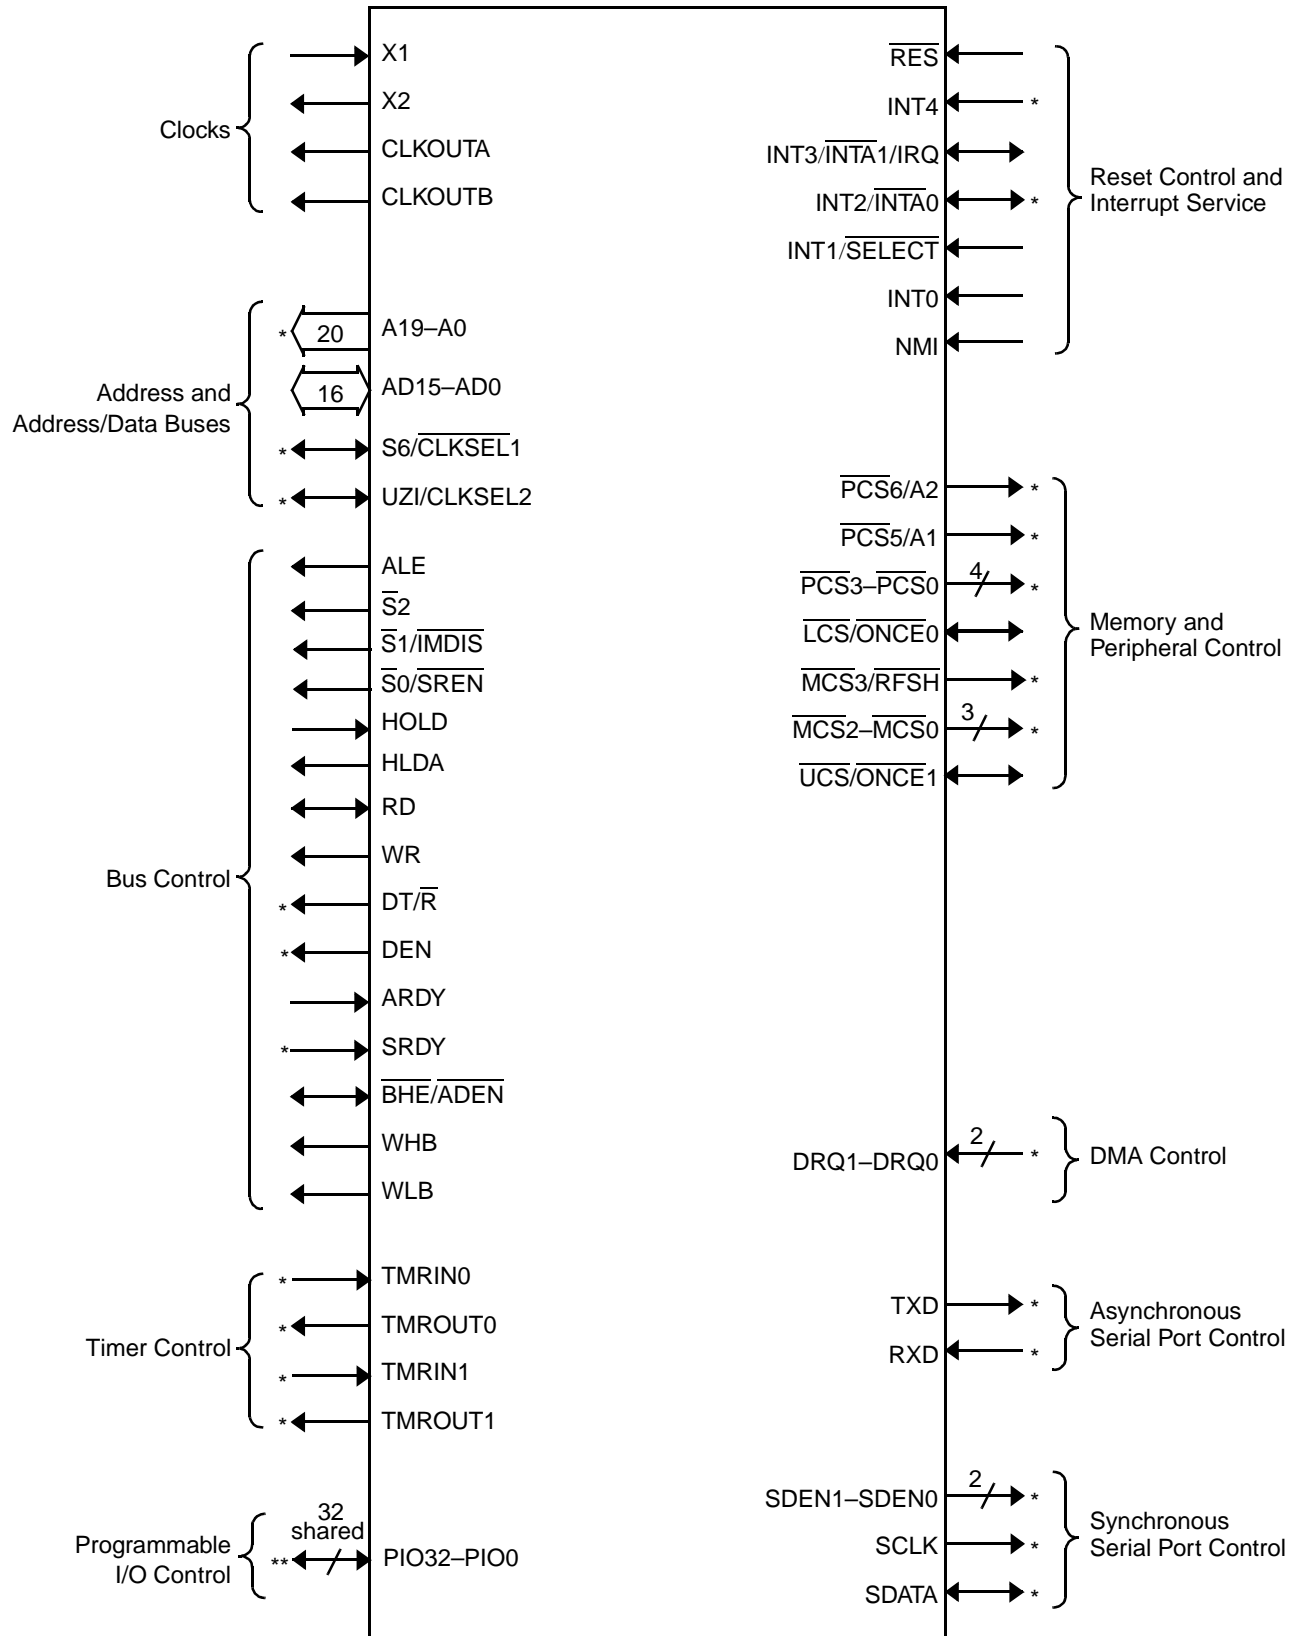 Clocks
X1
X2
CLKOUTA
CLKOUTB
Address and
Address/Data Buses
* 20 A19–A0
16 AD15–AD0
* S6/CLKSEL1
* UZI/CLKSEL2
Bus Control
ALE
S2
S1/IMDIS
S0/SREN
HOLD
HLDA
RD
WR
* DT/R
* DEN
ARDY
* SRDY
BHE/ADEN
WHB
WLB
Timer Control
* TMRIN0
* TMROUT0
* TMRIN1
* TMROUT1
Programmable
I/O Control
32
shared
** PIO32–PIO0
RES
INT4 *
INT3/INTA1/IRQ
INT2/INTA0 *
INT1/SELECT
INT0
NMI
Reset Control and
Interrupt Service
PCS6/A2 *
PCS5/A1 *
PCS3–PCS0 4 *
LCS/ONCE0
MCS3/RFSH *
MCS2–MCS0 3 *
UCS/ONCE1
Memory and
Peripheral Control
DRQ1–DRQ0 2 *
DMA Control
TXD *
RXD *
Asynchronous
Serial Port Control
SDEN1–SDEN0 2 *
SCLK *
SDATA *
Synchronous
Serial Port Control